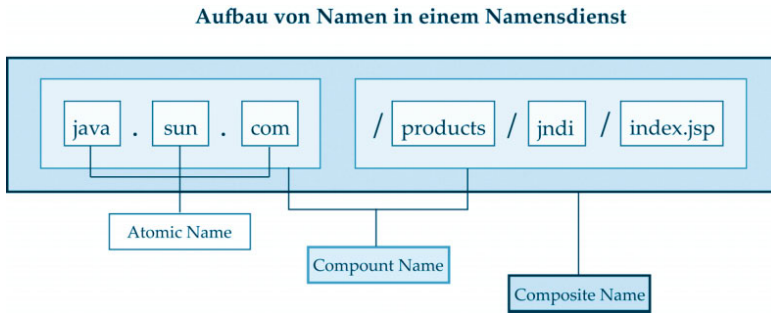 Aufbau von Namen in einem Namensdienst
java . sun . com / products / jndi / index.jsp
Atomic Name
Compount Name
Composite Name